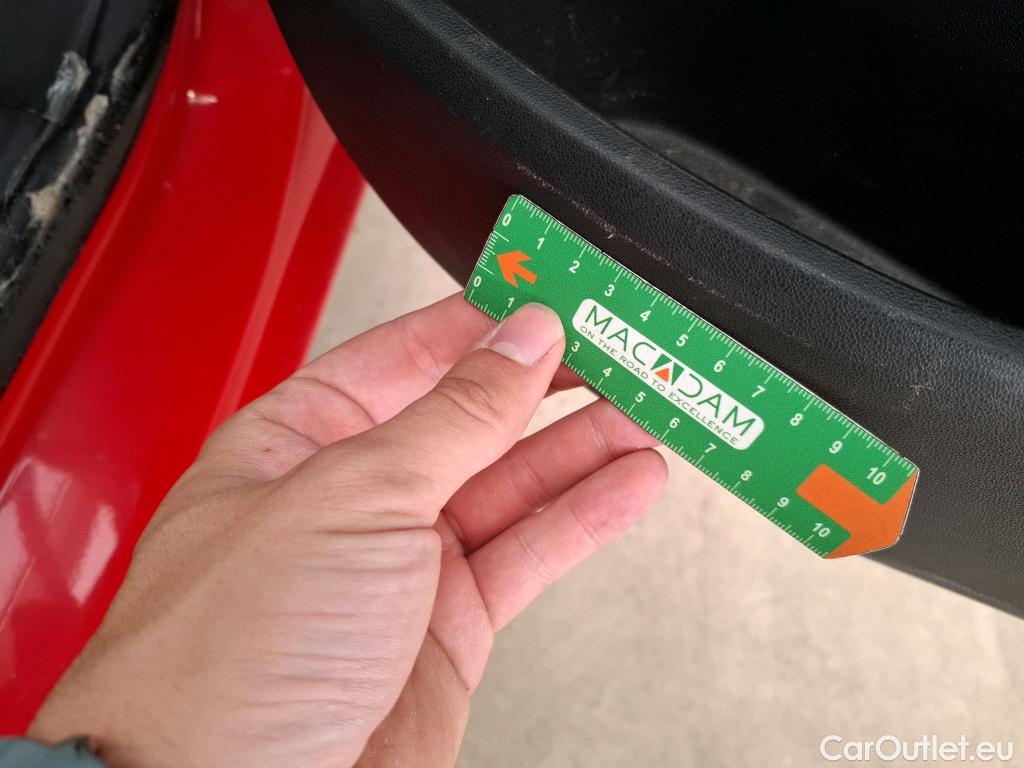 0 1 2 3 4 5 6 7 8 9 10
MACADAM
ON THE ROAD TO EXCELLENCE
0 1 3 4 5 6 7 8 9 10
CarOutlet.eu